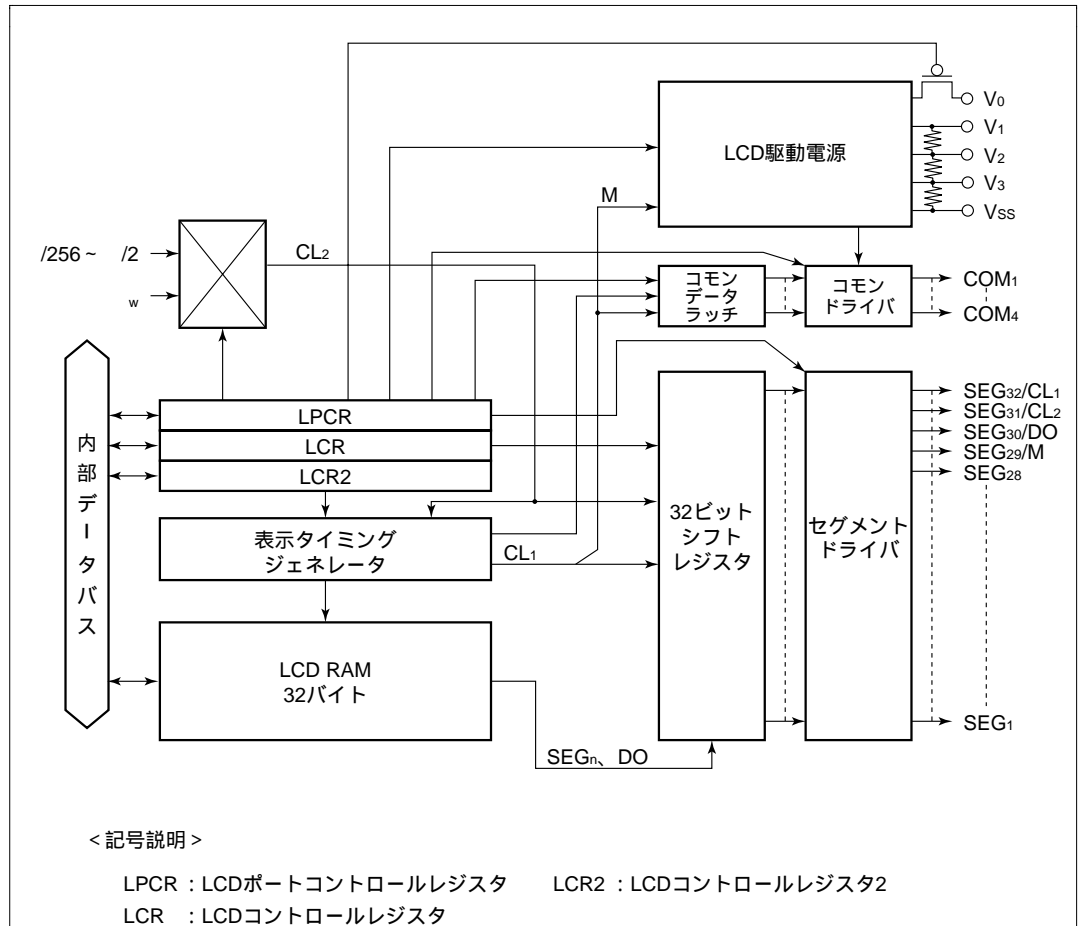 V0
V1
V2
V3
VSS
LCD駆動電源
M
/256～ /2
w
CL2
コモン
データ
ラッチ
コモン
ドライバ
COM1
COM4
内部データバス
LPCR
LCR
LCR2
表示タイミング
ジェネレータ
CL1
LCD RAM
32バイト
SEGn、DO
32ビット
シフト
レジスタ
セグメント
ドライバ
SEG32/CL1
SEG31/CL2
SEG30/DO
SEG29/M
SEG28
SEG1
<記号説明>
LPCR：LCDポートコントロールレジスタ LCR2：LCDコントロールレジスタ2
LCR ：LCDコントロールレジスタ